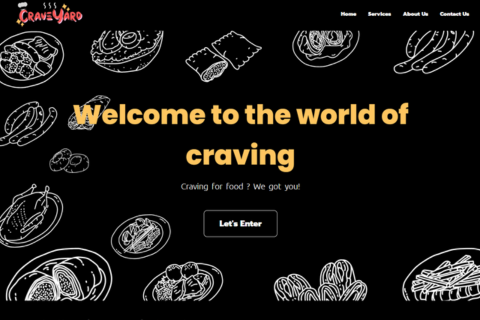 CRAVEYARD
Home Services About Us Contact Us
Welcome to the world of
craving
Craving for food ? We got you!
Let's Enter